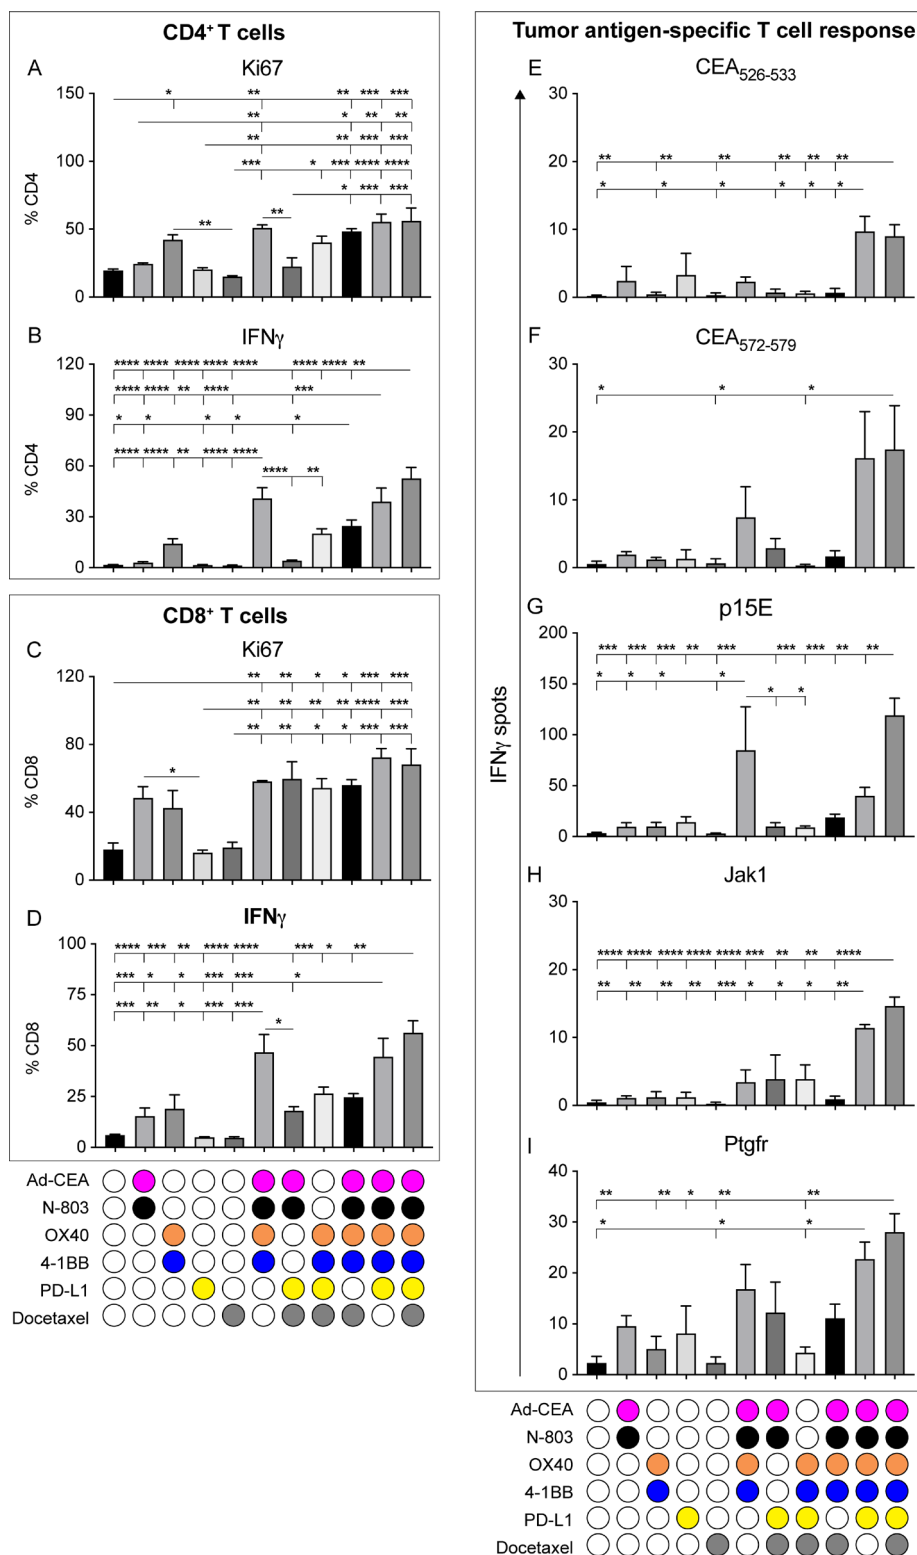 CD4⁺ T cells
A
Ki67
% CD4
150
100
50
0
* ** ** *** ***
** * ** **
** ** *** ***
*** * *** **** ****
* *** ***
** **
B
IFNγ
% CD4
120
90
60
30
0
**** **** **** **** **** **** **** **
**** **** ** **** ***
* * * * *
**** **** ** **** ****
**** **
CD8⁺ T cells
C
Ki67
% CD8
120
80
40
0
** ** * * *** ***
** ** ** ** **** ***
** ** * * *** ***
*
D
IFNγ
% CD8
100
75
50
25
0
**** *** ** **** **** *** * **
*** * * *** *** *
*** ** * *** ***
*
Ad-CEA
N-803
OX40
4-1BB
PD-L1
Docetaxel
Tumor antigen-specific T cell response
IFNγ spots
E
CEA₅₂₆₋₅₃₃
30
20
10
0
** ** ** ** ** **
* * * * * *
F
CEA₅₇₂₋₅₇₉
30
20
10
0
* * *
G
p15E
200
150
100
50
0
*** *** *** ** *** *** *** ** **
* * * *
* *
H
Jak1
30
20
10
0
**** **** **** **** **** *** ** ** ****
** ** ** ** *** * * * **
I
Ptgfr
40
30
20
10
0
** ** * ** **
* * *
Ad-CEA
N-803
OX40
4-1BB
PD-L1
Docetaxel